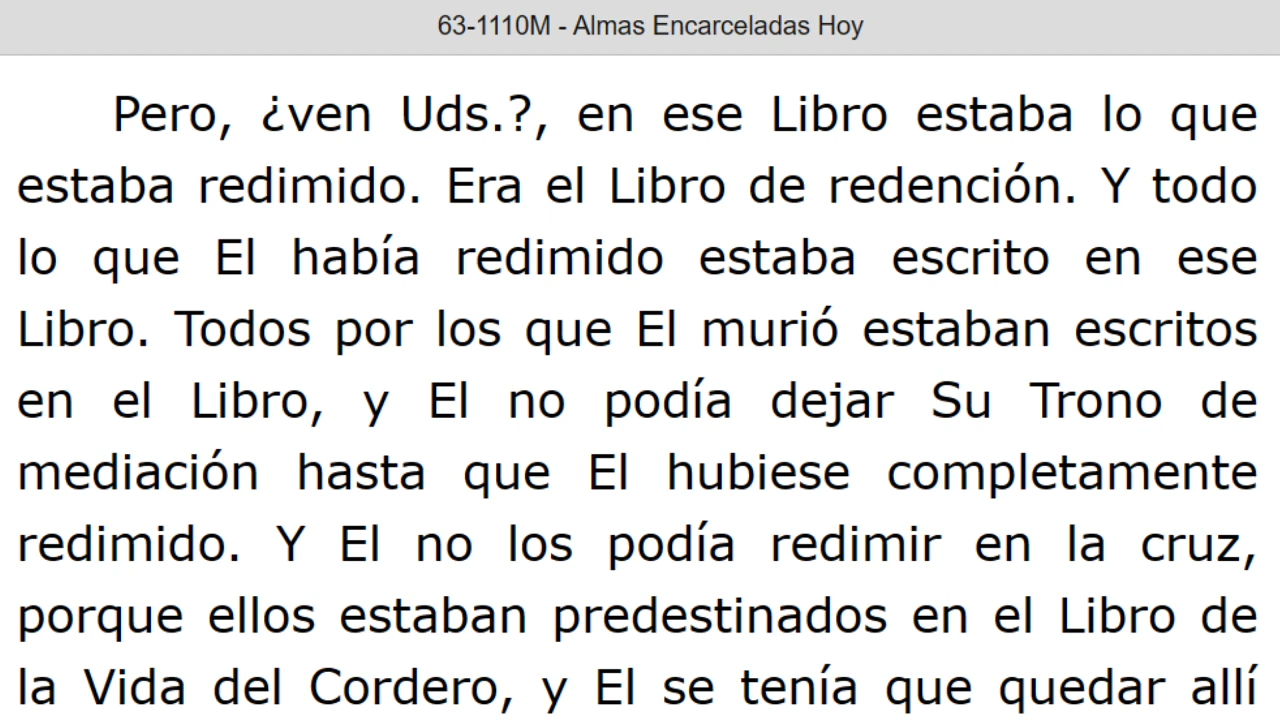 63-1110M - Almas Encarceladas Hoy
Pero, ¿ven Uds.?, en ese Libro estaba lo que
estaba redimido. Era el Libro de redención. Y todo
lo que El había redimido estaba escrito en ese
Libro. Todos por los que El murió estaban escritos
en el Libro, y El no podía dejar Su Trono de
mediación hasta que El hubiese completamente
redimido. Y El no los podía redimir en la cruz,
porque ellos estaban predestinados en el Libro de
la Vida del Cordero, y El se tenía que quedar allí